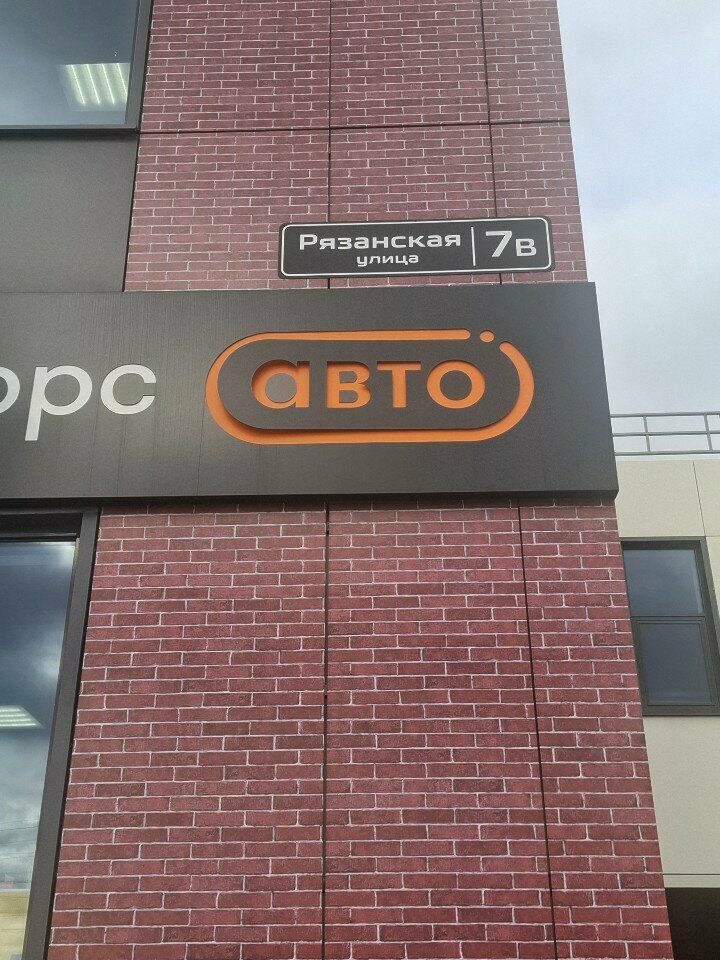 Рязанская
улица
7В
орс авто